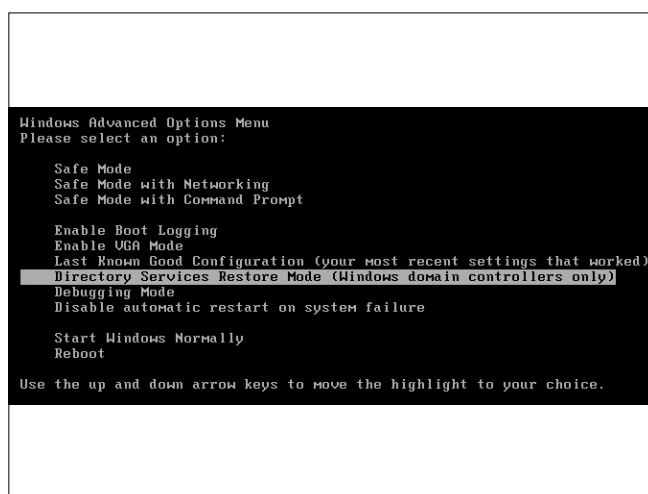 Windows Advanced Options Menu
Please select an option:
Safe Mode
Safe Mode with Networking
Safe Mode with Command Prompt
Enable Boot Logging
Enable VGA Mode
Last Known Good Configuration (your most recent settings that worked)
Directory Services Restore Mode (Windows domain controllers only)
Debugging Mode
Disable automatic restart on system failure
Start Windows Normally
Reboot
Use the up and down arrow keys to move the highlight to your choice.